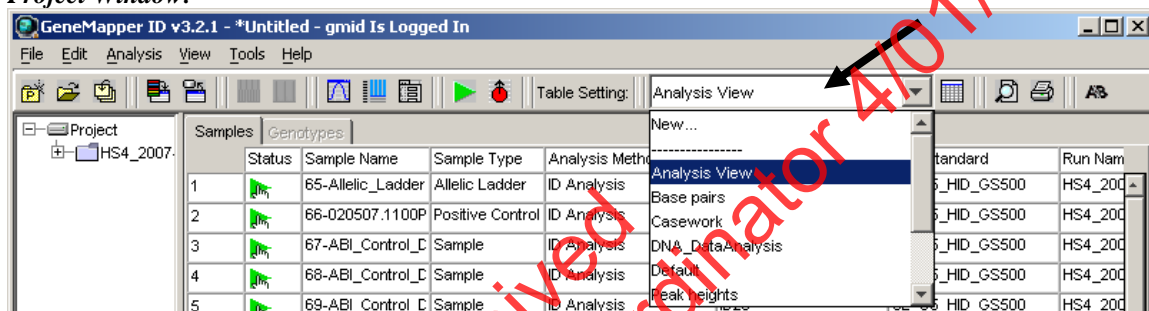 Project Window:
GeneMapper ID v3.2.1 - *Untitled - gmid Is Logged In
File Edit Analysis View Tools Help
Table Setting: Analysis View
Project
HS4_2007-
Samples Genotypes
New...
---------------
Analysis View
Base pairs
Casework
DNA_DataAnalysis
Default
Peak heights
Status Sample Name Sample Type Analysis Metho tandard Run Nam
1 65-Allelic_Ladder Allelic Ladder ID Analysis _HID_GS500 HS4_200
2 66-020507.1100P Positive Control ID Analysis _HID_GS500 HS4_200
3 67-ABI_Control_D Sample ID Analysis _HID_GS500 HS4_200
4 68-ABI_Control_D Sample ID Analysis _HID_GS500 HS4_200
5 69-ABI_Control_D Sample ID Analysis HID_GS500 HS4_200